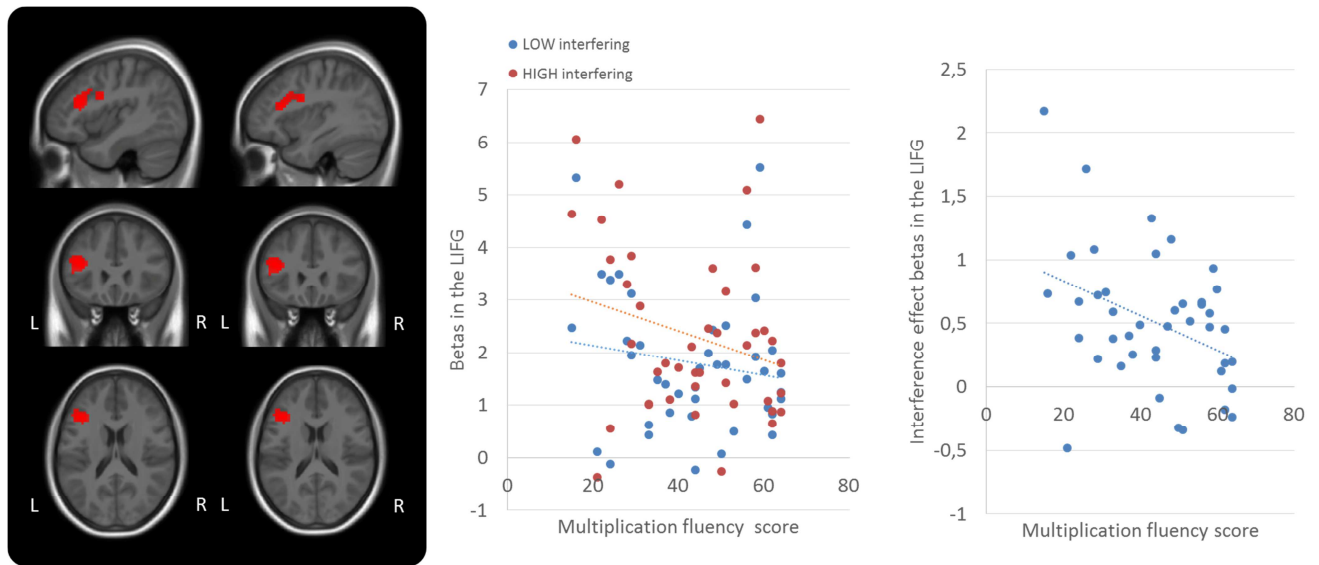 L R L R
L R L R
LOW interfering
HIGH interfering
Betas in the LIFG
7
6
5
4
3
2
1
0
-1
0 20 40 60 80
Multiplication fluency score
Interference effect betas in the LIFG
2,5
2
1,5
1
0,5
0
-0,5
-1
0 20 40 60 80
Multiplication fluency score